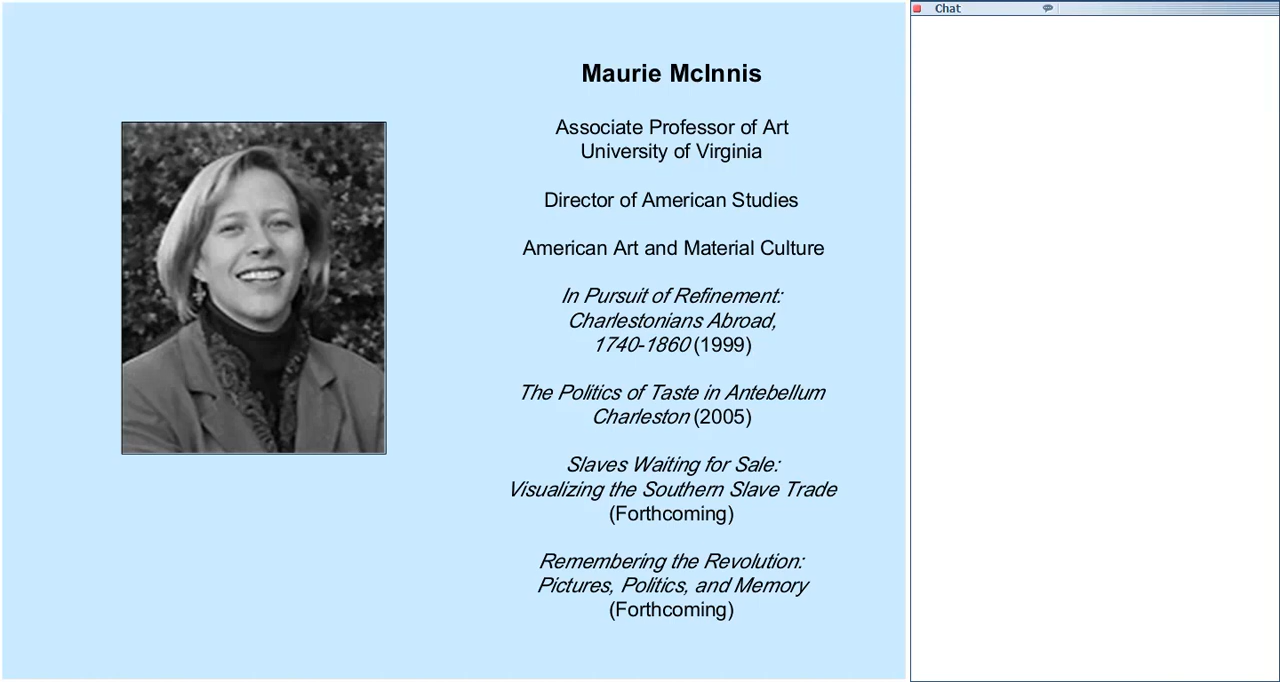 Chat
Maurie McInnis
Associate Professor of Art
University of Virginia
Director of American Studies
American Art and Material Culture
In Pursuit of Refinement:
Charlestonians Abroad,
1740-1860 (1999)
The Politics of Taste in Antebellum
Charleston (2005)
Slaves Waiting for Sale:
Visualizing the Southern Slave Trade
(Forthcoming)
Remembering the Revolution:
Pictures, Politics, and Memory
(Forthcoming)